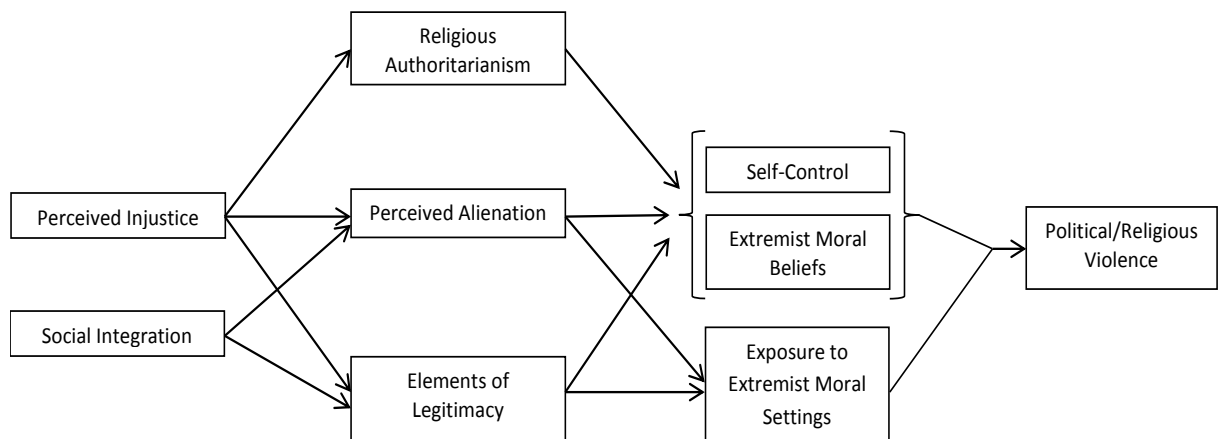 Religious
Authoritarianism
Perceived Injustice
Social Integration
Perceived Alienation
Elements of
Legitimacy
Self-Control
Extremist Moral
Beliefs
Exposure to
Extremist Moral
Settings
Political/Religious
Violence